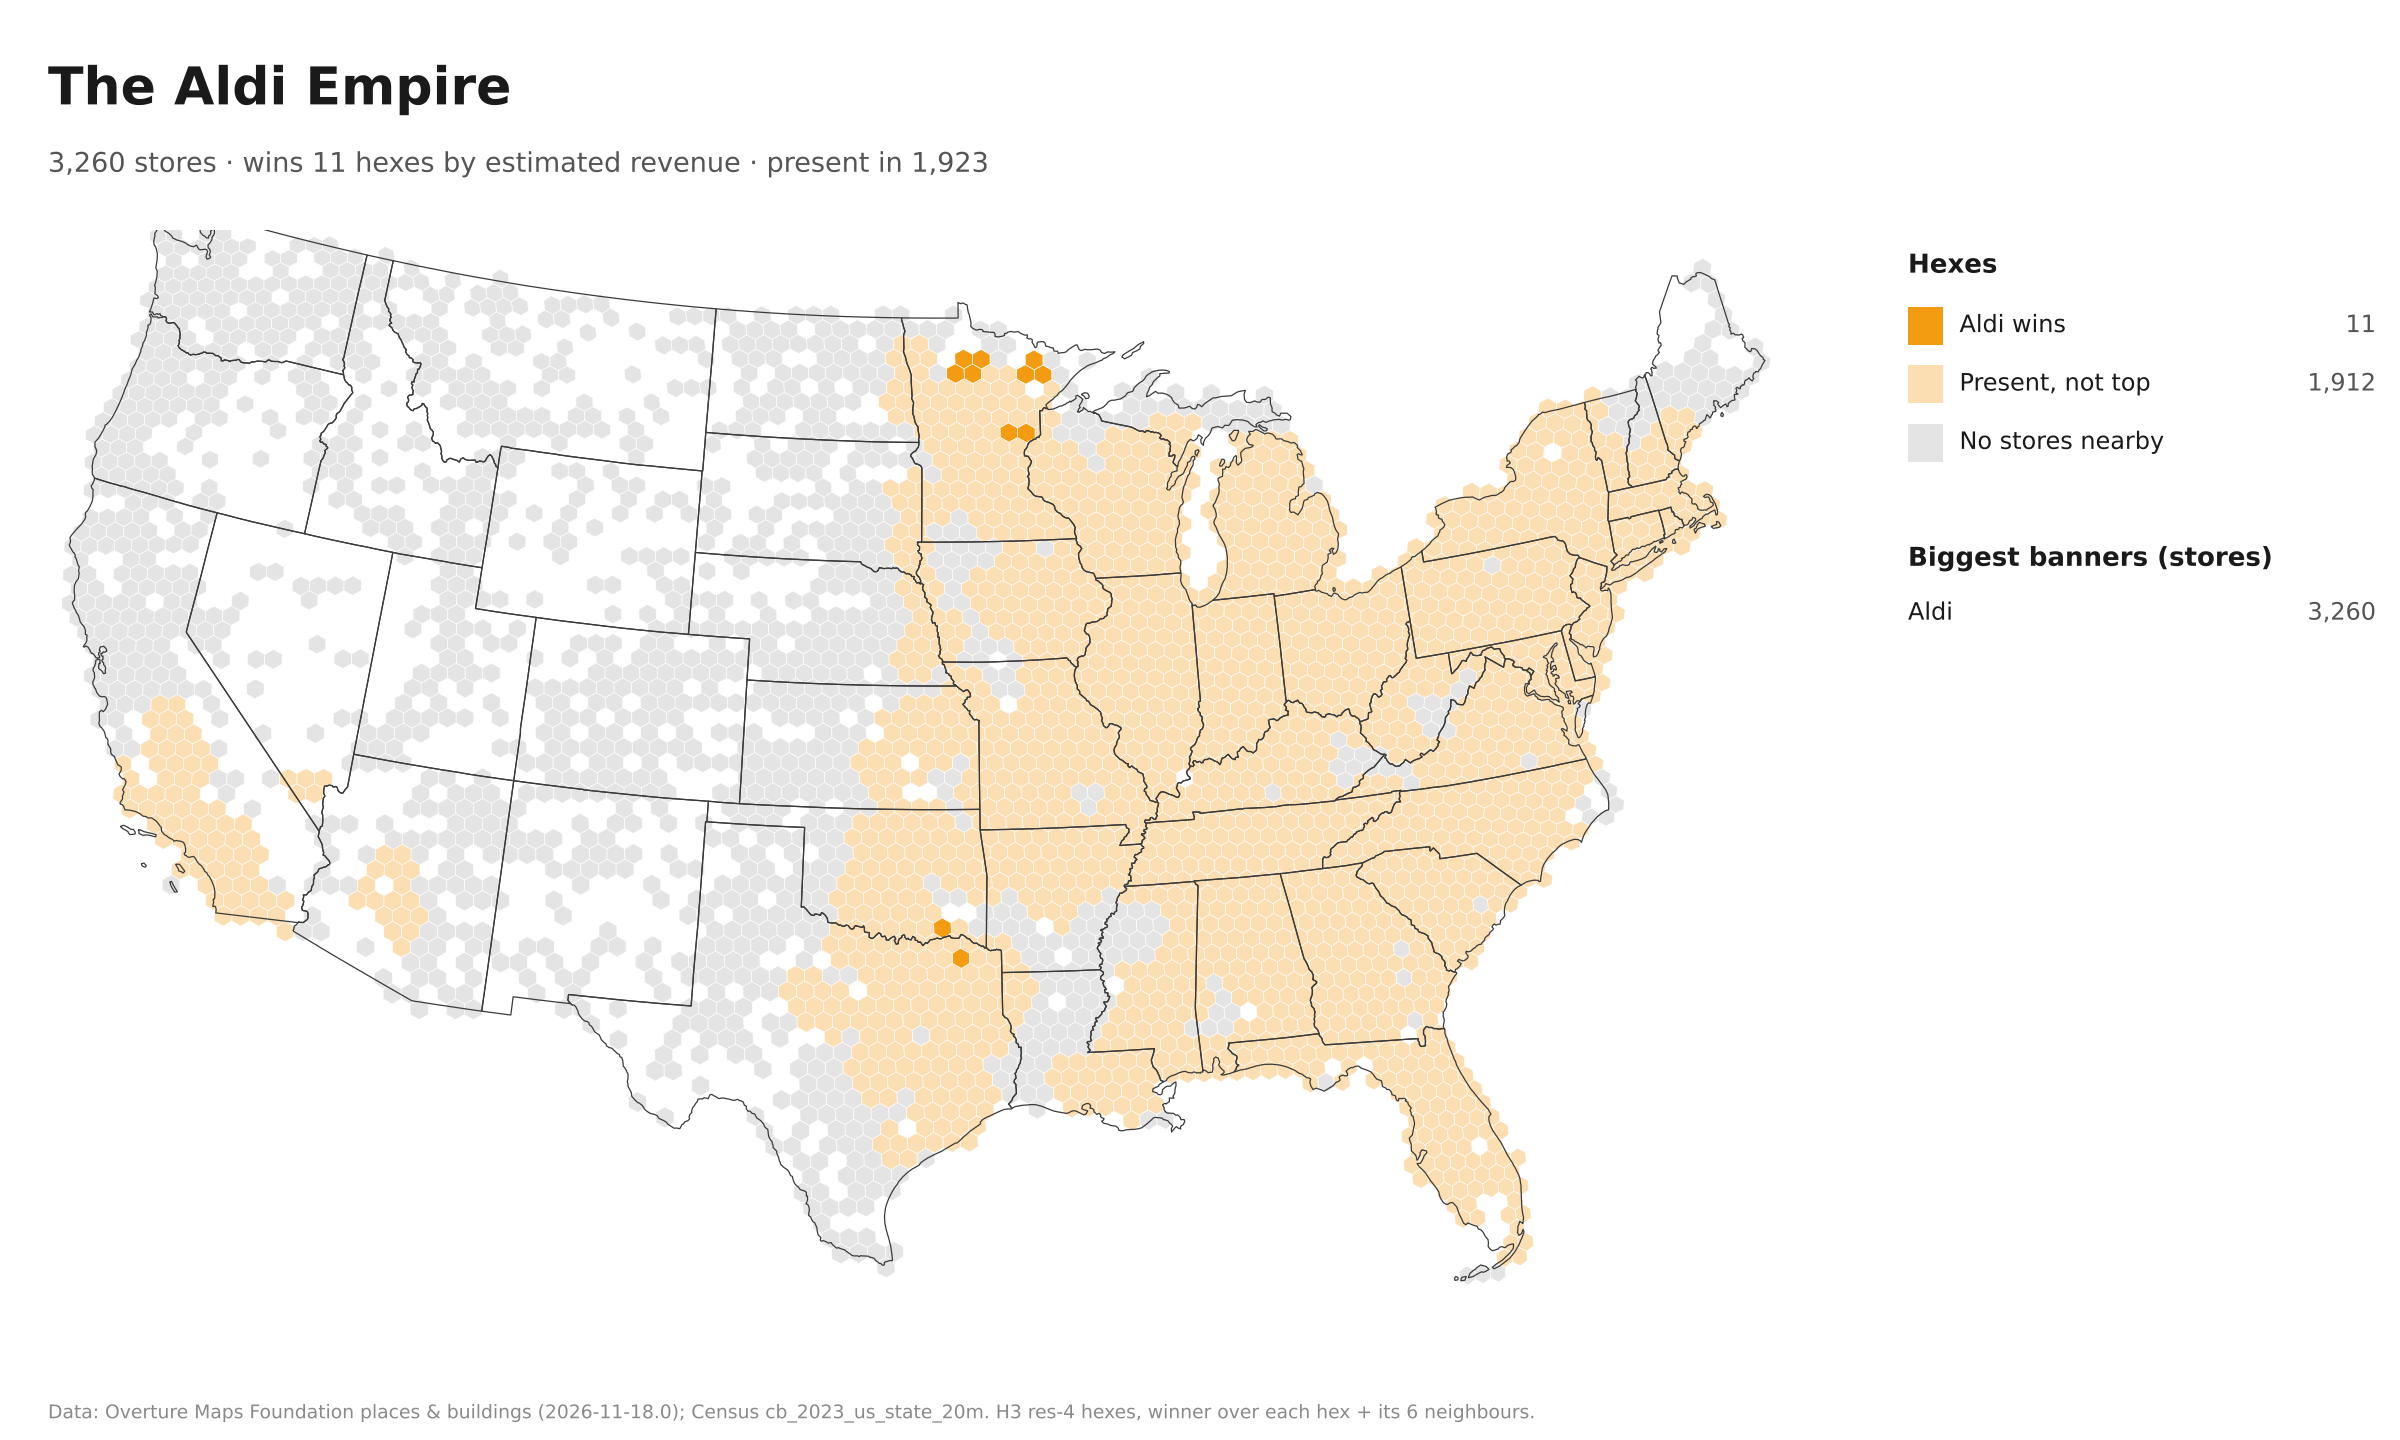 The Aldi Empire
3,260 stores · wins 11 hexes by estimated revenue · present in 1,923
Hexes
Aldi wins 11
Present, not top 1,912
No stores nearby
Biggest banners (stores)
Aldi 3,260
Data: Overture Maps Foundation places & buildings (2026-11-18.0); Census cb_2023_us_state_20m. H3 res-4 hexes, winner over each hex + its 6 neighbours.